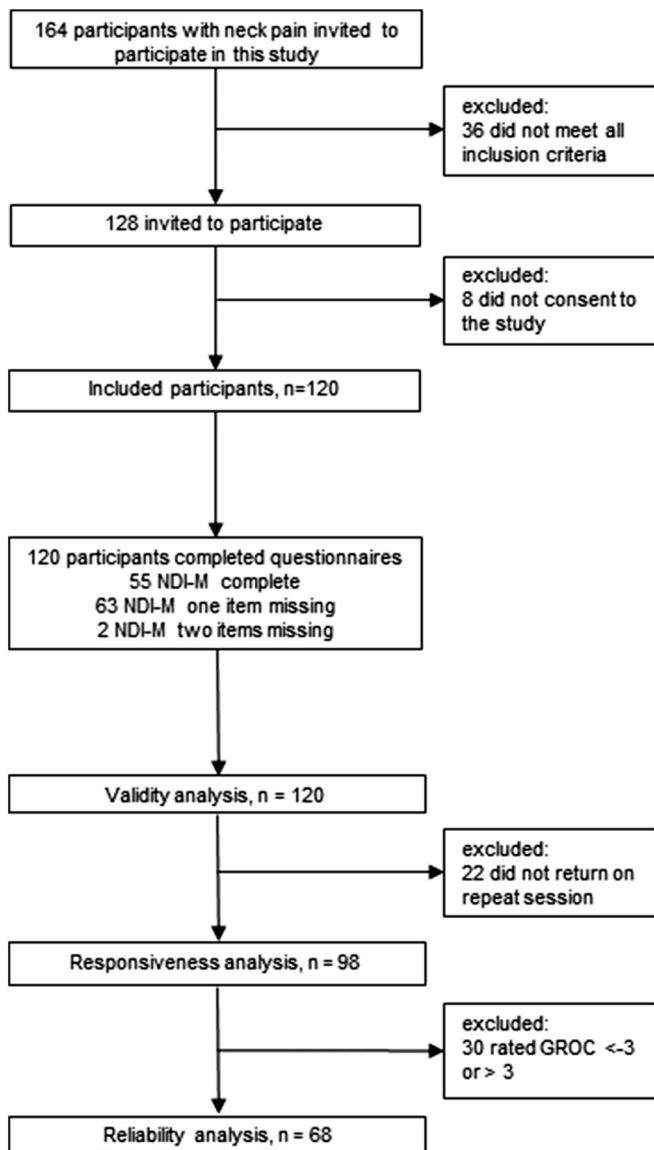 164 participants with neck pain invited to
participate in this study
excluded:
36 did not meet all
inclusion criteria
128 invited to participate
excluded:
8 did not consent to
the study
Included participants, n=120
120 participants completed questionnaires
55 NDI-M complete
63 NDI-M one item missing
2 NDI-M two items missing
Validity analysis, n = 120
excluded:
22 did not return on
repeat session
Responsiveness analysis, n = 98
excluded:
30 rated GROC <-3
or > 3
Reliability analysis, n = 68